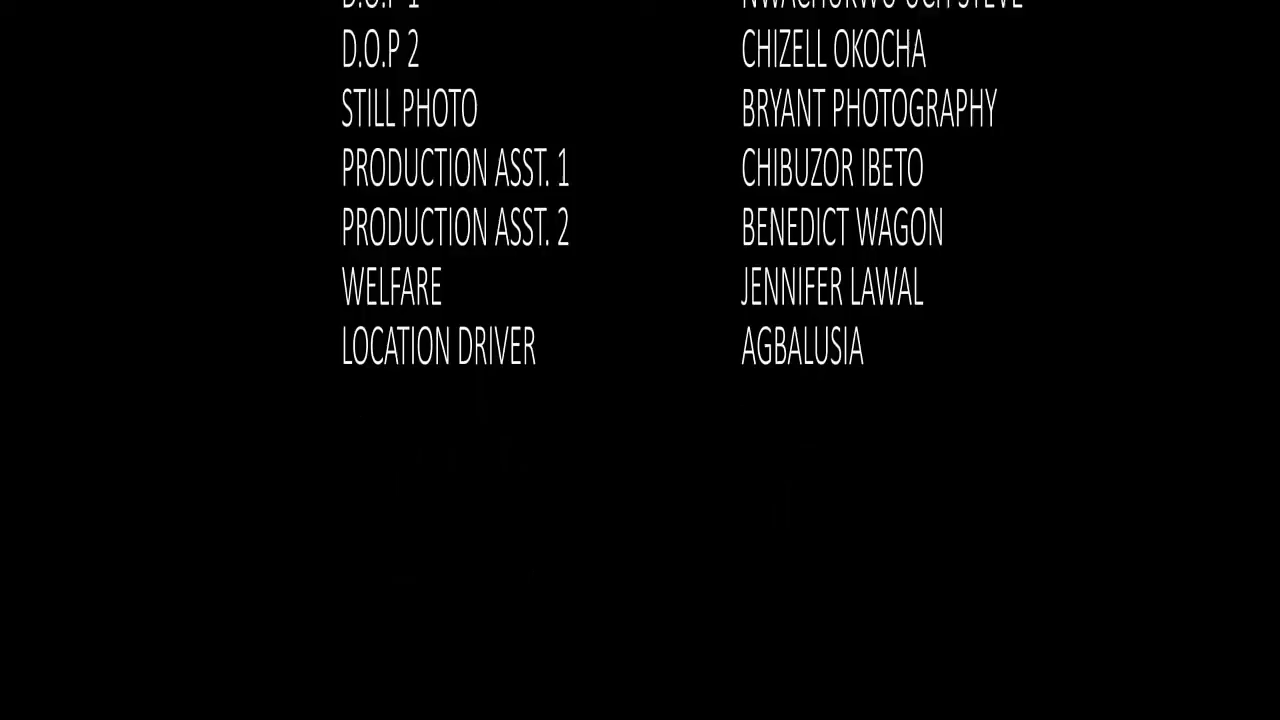 D.O.P 1 NWACHUKWU UCH STEVE
D.O.P 2 CHIZELL OKOCHA
STILL PHOTO BRYANT PHOTOGRAPHY
PRODUCTION ASST. 1 CHIBUZOR IBETO
PRODUCTION ASST. 2 BENEDICT WAGON
WELFARE JENNIFER LAWAL
LOCATION DRIVER AGBALUSIA